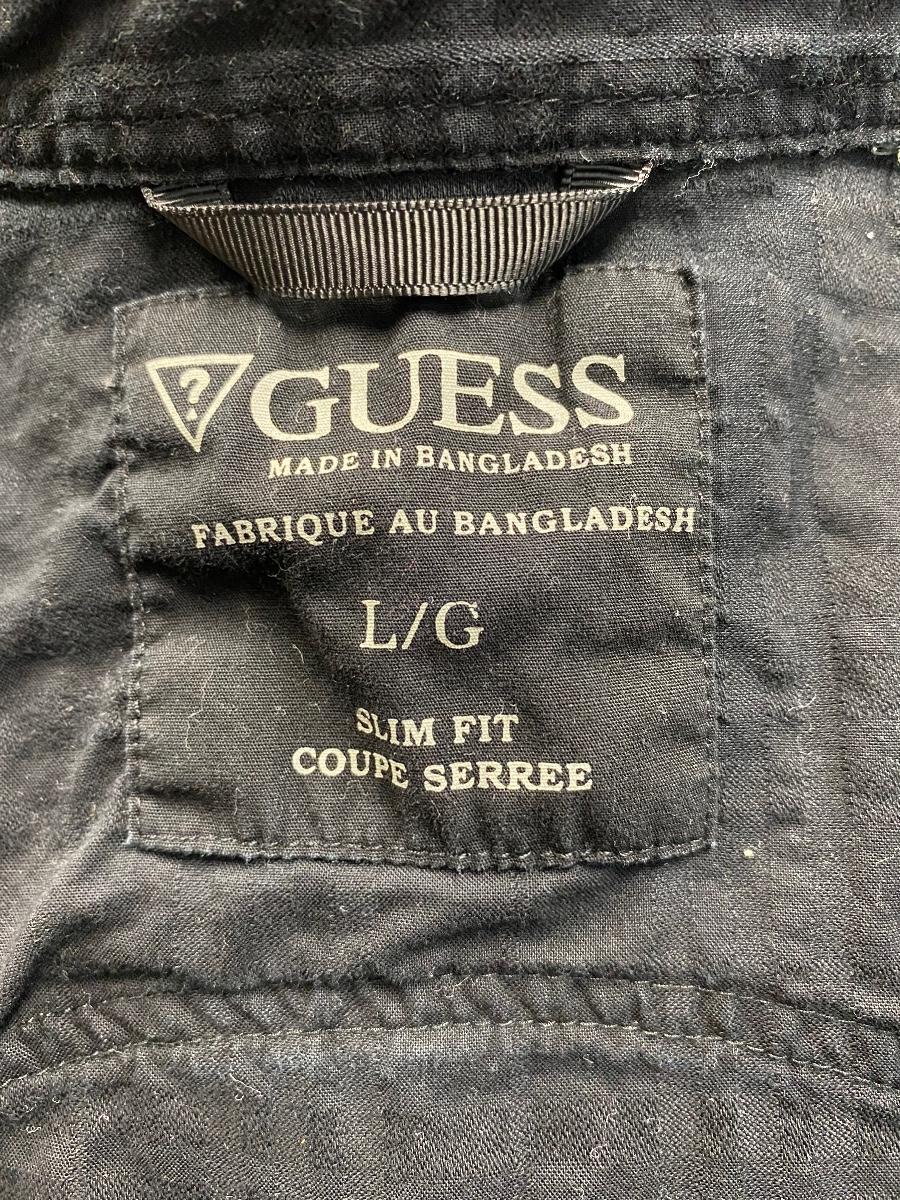 ? GUESS
MADE IN BANGLADESH
FABRIQUE AU BANGLADESH
L/G
SLIM FIT
COUPE SERREE